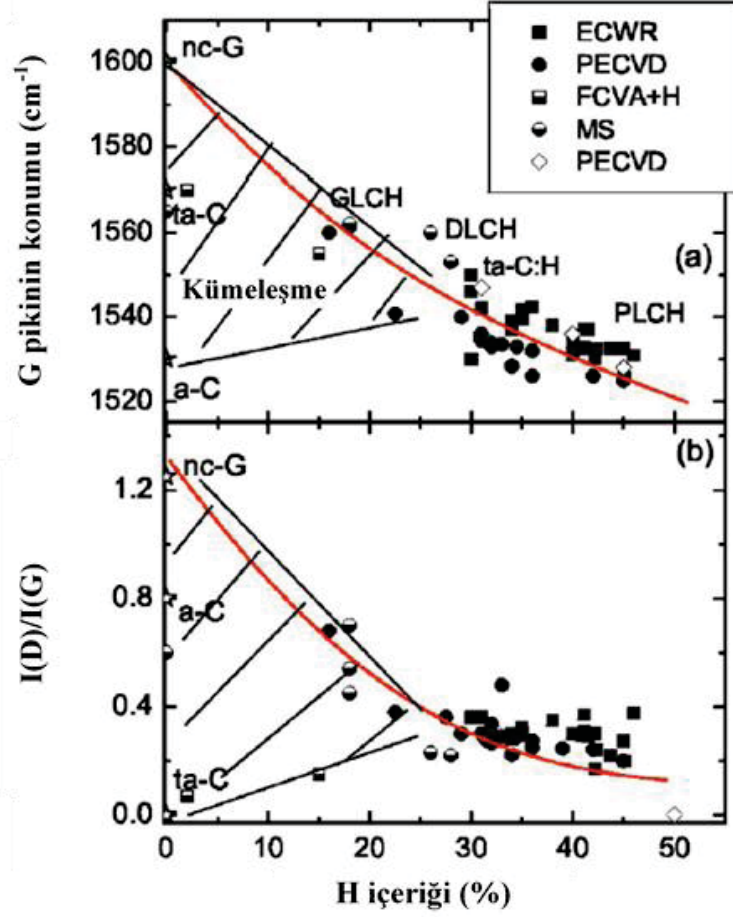 ECWR
PECVD
FCVA+H
MS
PECVD
G pikinin konumu (cm⁻¹)
1600
1580
1560
1540
1520
nc-G
ta-C
a-C
GLCH
DLCH
ta-C:H
PLCH
Kümeleşme
(a)
I(D)/I(G)
1.2
0.8
0.4
0.0
nc-G
a-C
ta-C
(b)
0 10 20 30 40 50
H içeriği (%)